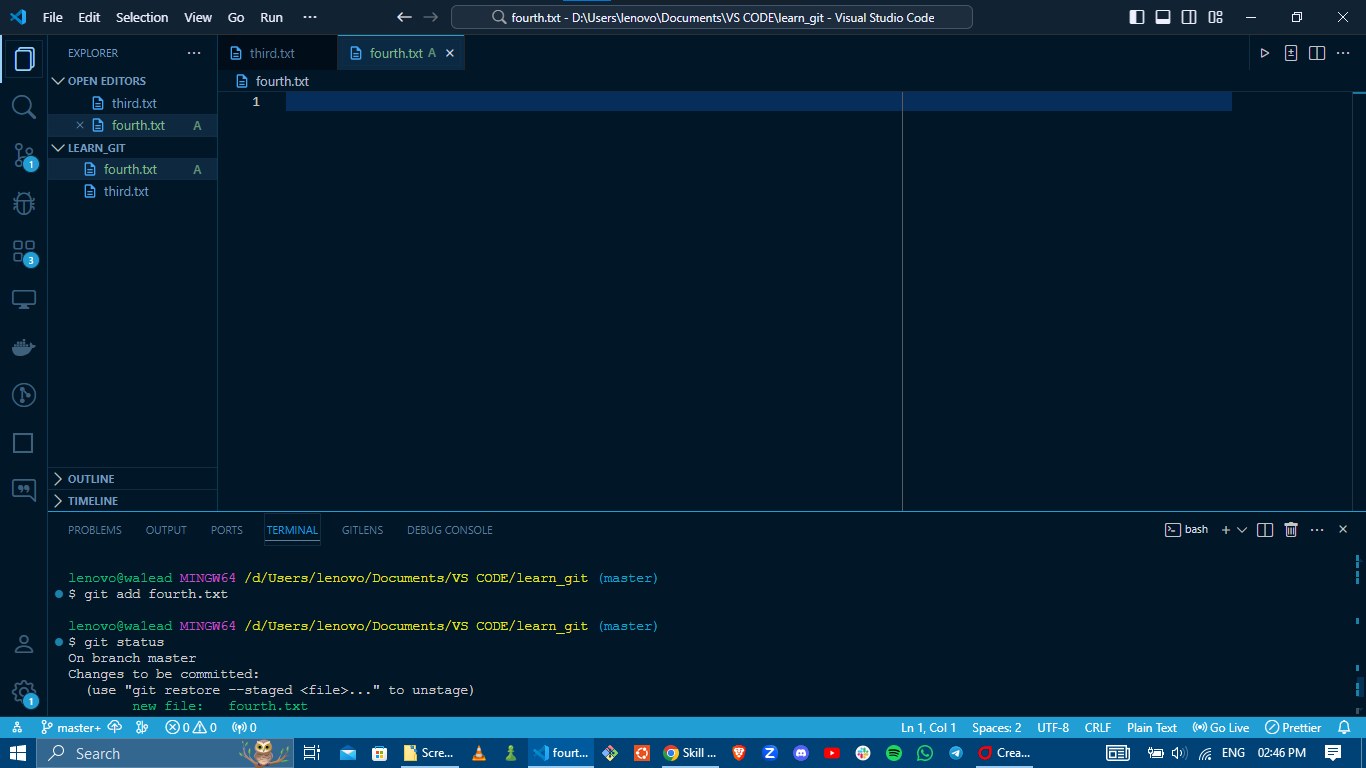 File Edit Selection View Go Run ···
fourth.txt - D:\Users\lenovo\Documents\VS CODE\learn_git - Visual Studio Code
EXPLORER
OPEN EDITORS
third.txt
fourth.txt A
LEARN_GIT
fourth.txt A
third.txt
OUTLINE
TIMELINE
1
3
1
third.txt
fourth.txt A
fourth.txt
1
PROBLEMS OUTPUT PORTS TERMINAL GITLENS DEBUG CONSOLE
bash
lenovo@wa1ead MINGW64 /d/Users/lenovo/Documents/VS CODE/learn_git (master)
$ git add fourth.txt
lenovo@wa1ead MINGW64 /d/Users/lenovo/Documents/VS CODE/learn_git (master)
$ git status
On branch master
Changes to be committed:
(use "git restore --staged <file>..." to unstage)
new file: fourth.txt
master+ 0 0 0 Ln 1, Col 1 Spaces: 2 UTF-8 CRLF Plain Text Go Live Prettier
Search Scre... fourt... Skill ... Crea... ENG 02:46 PM